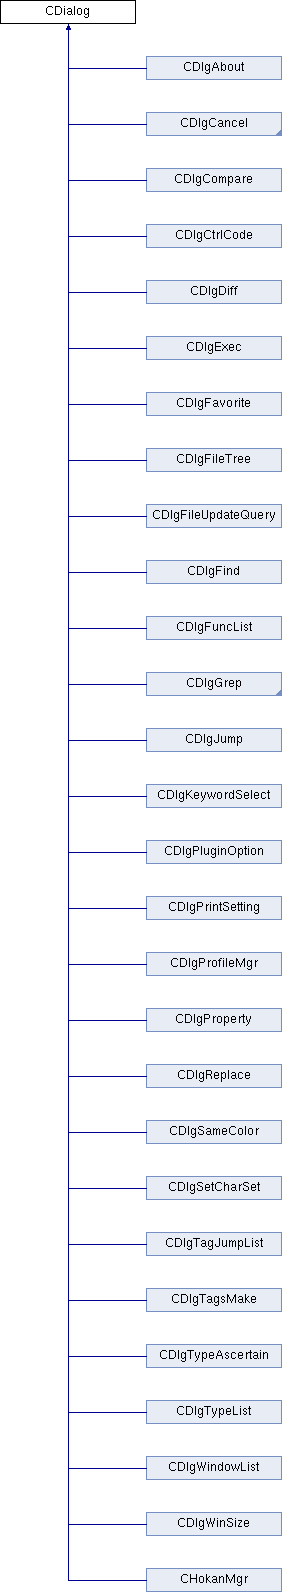 CDialog
CDlgAbout
CDlgCancel
CDlgCompare
CDlgCtrlCode
CDlgDiff
CDlgExec
CDlgFavorite
CDlgFileTree
CDlgFileUpdateQuery
CDlgFind
CDlgFuncList
CDlgGrep
CDlgJump
CDlgKeywordSelect
CDlgPluginOption
CDlgPrintSetting
CDlgProfileMgr
CDlgProperty
CDlgReplace
CDlgSameColor
CDlgSetCharSet
CDlgTagJumpList
CDlgTagsMake
CDlgTypeAscertain
CDlgTypeList
CDlgWindowList
CDlgWinSize
CHokanMgr